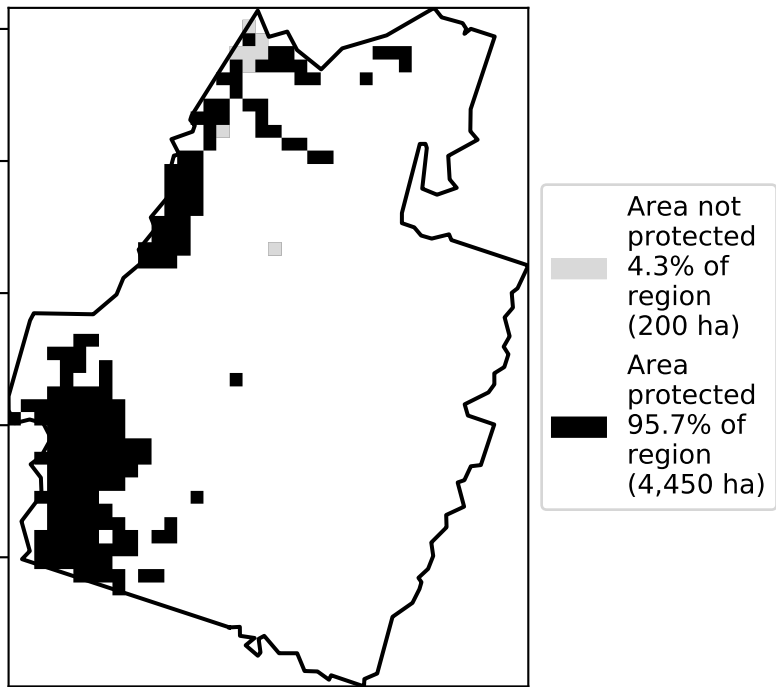 Area not
protected
4.3% of
region
(200 ha)
Area
protected
95.7% of
region
(4,450 ha)